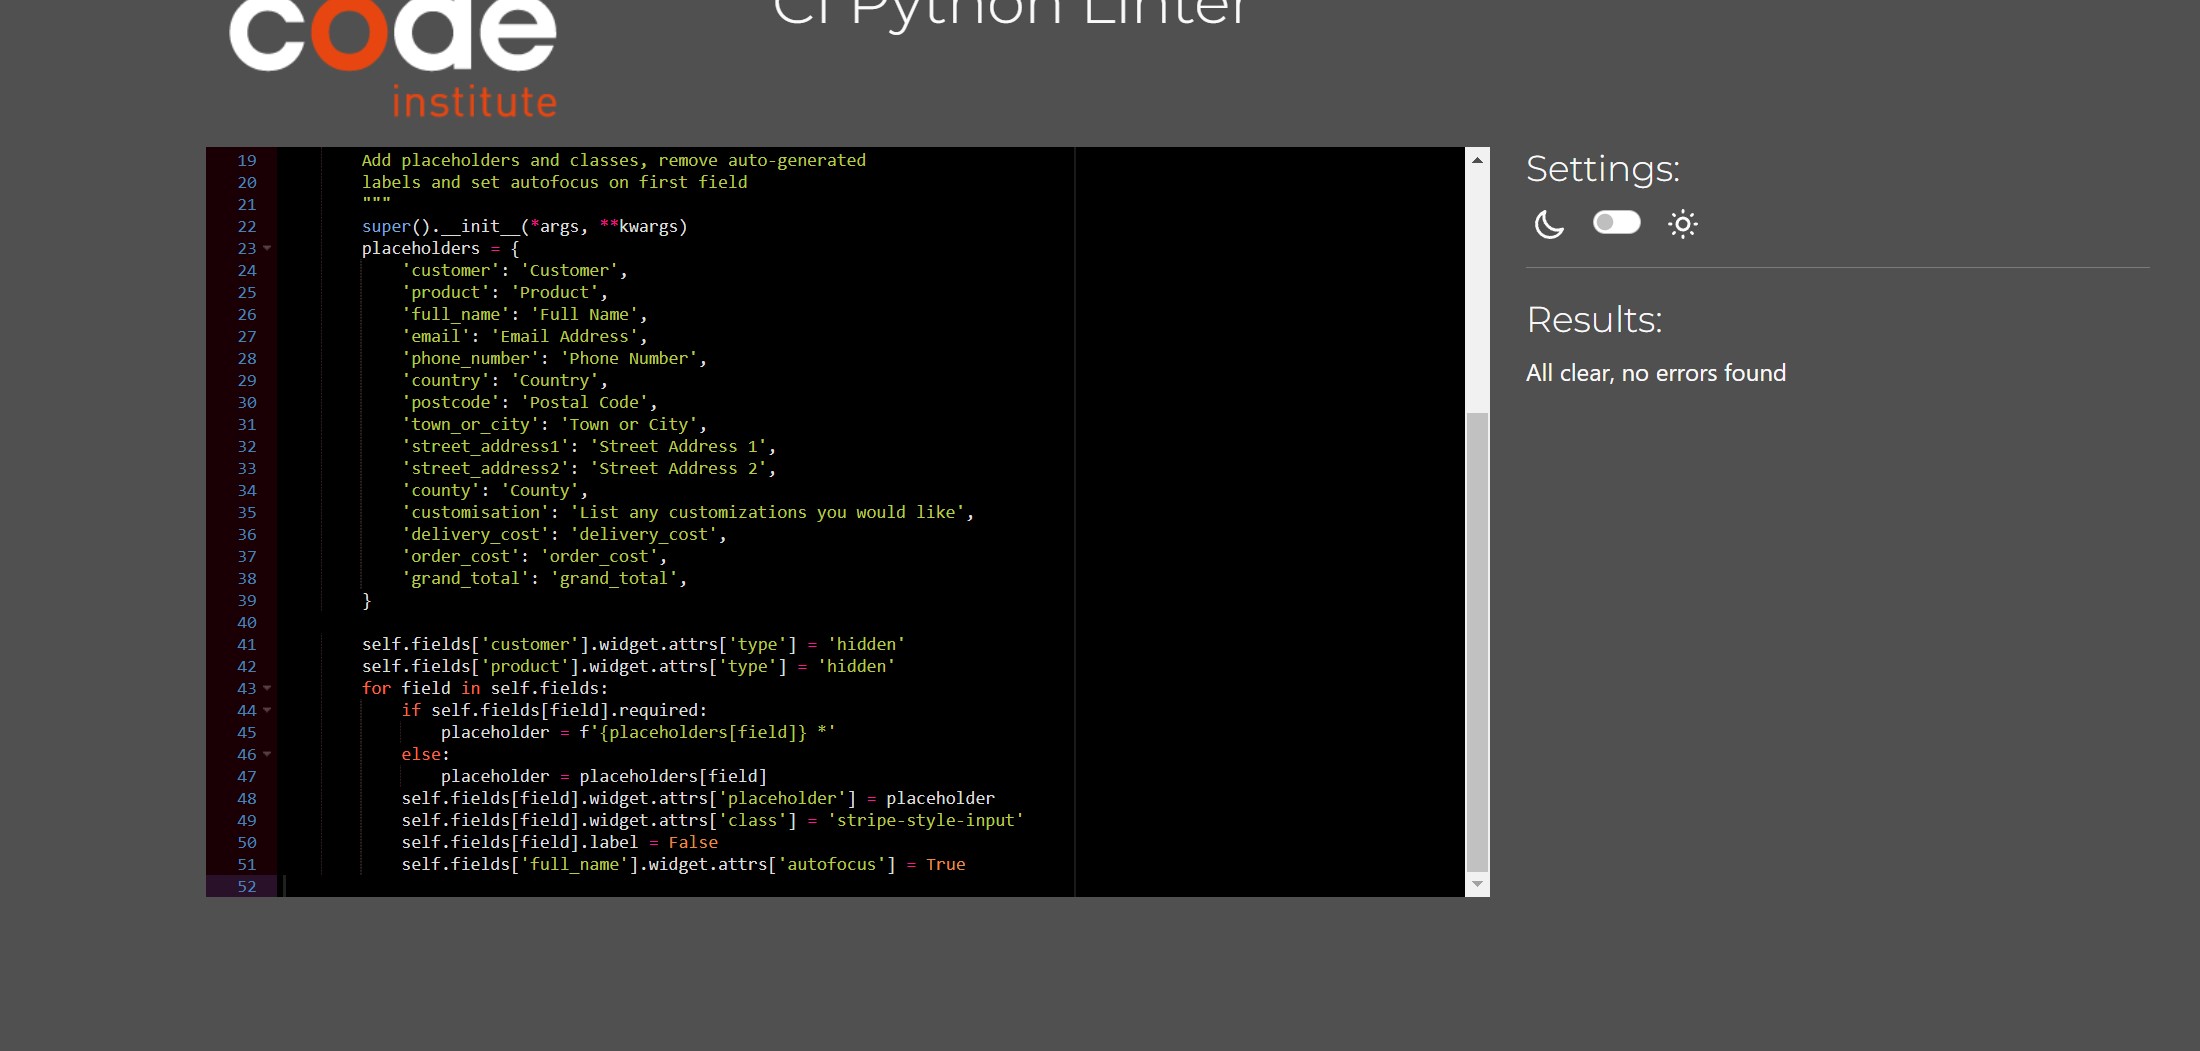 code
institute
CI Python Linter
19 Add placeholders and classes, remove auto-generated
20 labels and set autofocus on first field
21 """
22 super().__init__(*args, **kwargs)
23 placeholders = {
24 'customer': 'Customer',
25 'product': 'Product',
26 'full_name': 'Full Name',
27 'email': 'Email Address',
28 'phone_number': 'Phone Number',
29 'country': 'Country',
30 'postcode': 'Postal Code',
31 'town_or_city': 'Town or City',
32 'street_address1': 'Street Address 1',
33 'street_address2': 'Street Address 2',
34 'county': 'County',
35 'customisation': 'List any customizations you would like',
36 'delivery_cost': 'delivery_cost',
37 'order_cost': 'order_cost',
38 'grand_total': 'grand_total',
39 }
40
41 self.fields['customer'].widget.attrs['type'] = 'hidden'
42 self.fields['product'].widget.attrs['type'] = 'hidden'
43 for field in self.fields:
44 if self.fields[field].required:
45 placeholder = f'{placeholders[field]} *'
46 else:
47 placeholder = placeholders[field]
48 self.fields[field].widget.attrs['placeholder'] = placeholder
49 self.fields[field].widget.attrs['class'] = 'stripe-style-input'
50 self.fields[field].label = False
51 self.fields['full_name'].widget.attrs['autofocus'] = True
52
Settings:
Results:
All clear, no errors found